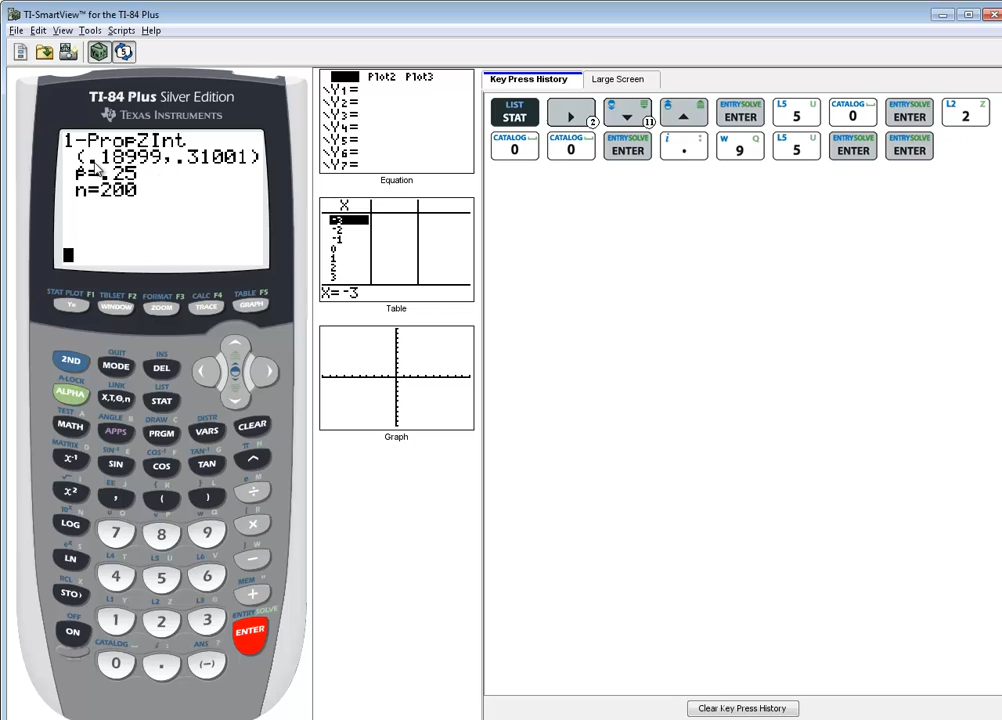 TI-SmartView™ for the TI-84 Plus
File Edit View Tools Scripts Help
TI-84 Plus Silver Edition
TEXAS INSTRUMENTS
1-PropZInt
(.18999,.31001)
p̂=.25
n=200
STAT PLOT F1 TBLSET F2 FORMAT F3 CALC F4 TABLE F5
Y= WINDOW ZOOM TRACE GRAPH
QUIT INS
2ND MODE DEL
A-LOCK LINK LIST
ALPHA X,T,Θ,n STAT
TEST A ANGLE B DRAW C DISTR
MATH APPS PRGM VARS CLEAR
MATRIX D SIN⁻¹ E COS⁻¹ F TAN⁻¹ G π H
x⁻¹ SIN COS TAN ^
√ I EE J { K } L e M
x² , ( ) ÷
10ˣ N u O v P w Q [ R
LOG 7 8 9 ×
eˣ S L4 T L5 U L6 V ] W
LN 4 5 6 −
RCL X L1 Y L2 Z L3 θ MEM "
STO▸ 1 2 3 +
OFF CATALOG i : ANS ? ENTRY SOLVE
ON 0 . (−) ENTER
Plot2 Plot3
\Y1=
\Y2=
\Y3=
\Y4=
\Y5=
\Y6=
\Y7=
Equation
X
-3
-2
-1
0
1
2
3
X=-3
Table
Graph
Key Press History Large Screen
LIST ENTRY SOLVE L5 U CATALOG ENTRY SOLVE L2 Z
STAT 2 11 ENTER 5 0 ENTER 2
CATALOG CATALOG ENTRY SOLVE i : w Q L5 U ENTRY SOLVE
0 0 ENTER . 9 5 ENTER
Clear Key Press History